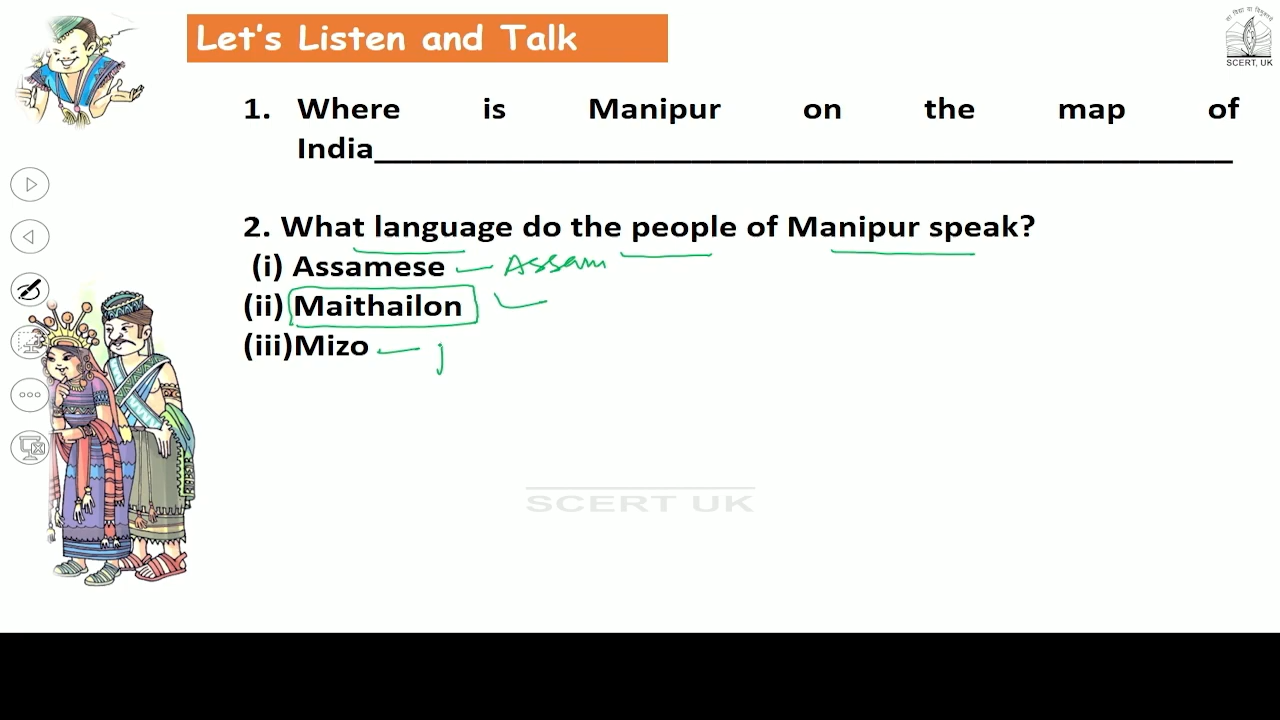 Let's Listen and Talk
SCERT, UK
1. Where is Manipur on the map of
India______________________________
2. What language do the people of Manipur speak?
(i) Assamese – Assam
(ii) Maithailon
(iii)Mizo –
SCERT UK